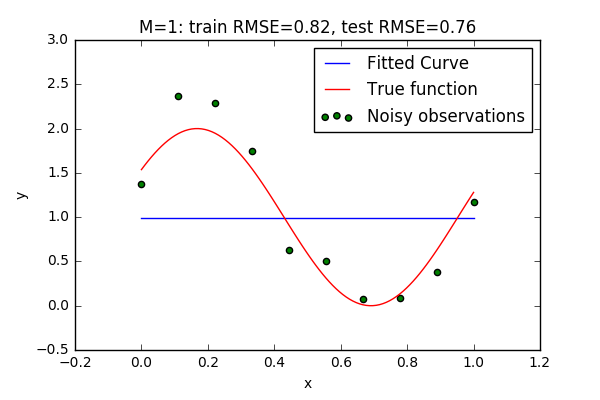 M=1: train RMSE=0.82, test RMSE=0.76
3.0
2.5
2.0
1.5
1.0
0.5
0.0
−0.5
y
Fitted Curve
True function
Noisy observations
−0.2
0.0
0.2
0.4
0.6
0.8
1.0
1.2
x